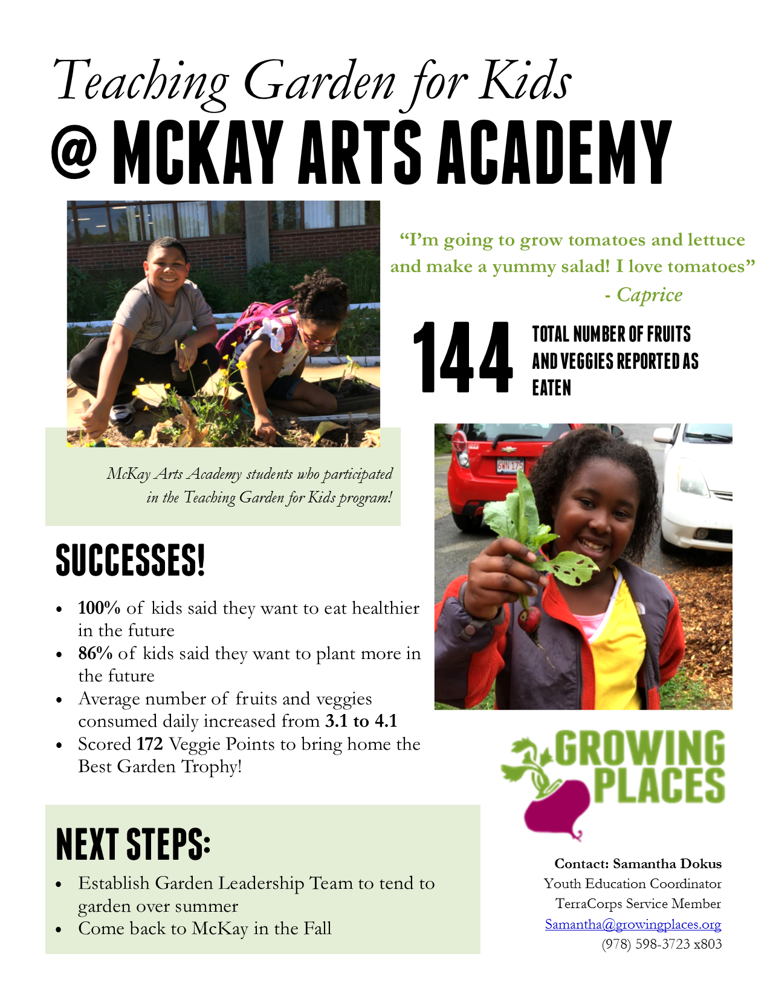 Teaching Garden for Kids
@ MCKAY ARTS ACADEMY
“I’m going to grow tomatoes and lettuce
and make a yummy salad! I love tomatoes”
- Caprice
144
TOTAL NUMBER OF FRUITS
AND VEGGIES REPORTED AS
EATEN
6WN 175
McKay Arts Academy students who participated
in the Teaching Garden for Kids program!
SUCCESSES!
• 100% of kids said they want to eat healthier
in the future
• 86% of kids said they want to plant more in
the future
• Average number of fruits and veggies
consumed daily increased from 3.1 to 4.1
• Scored 172 Veggie Points to bring home the
Best Garden Trophy!
GROWING
PLACES
NEXT STEPS:
• Establish Garden Leadership Team to tend to
garden over summer
• Come back to McKay in the Fall
Contact: Samantha Dokus
Youth Education Coordinator
TerraCorps Service Member
Samantha@growingplaces.org
(978) 598-3723 x803